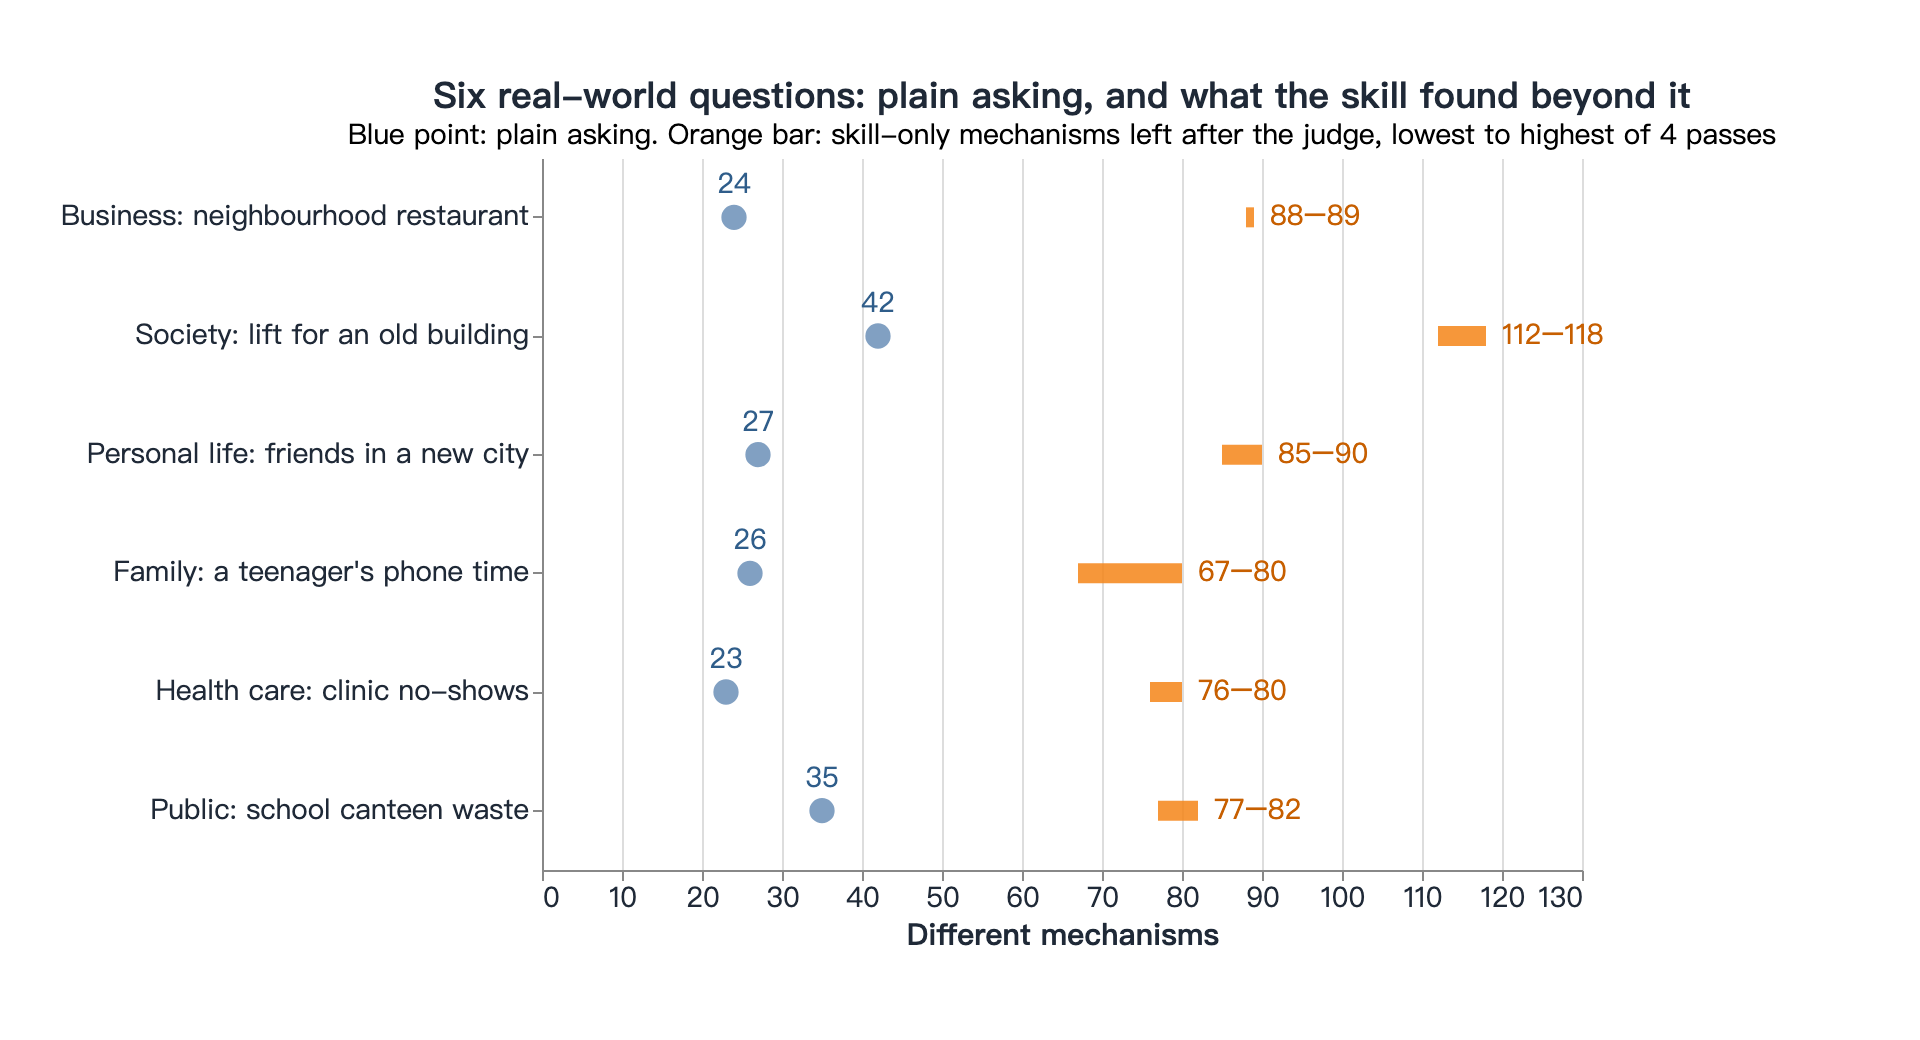 Six real–world questions: plain asking, and what the skill found beyond it
Blue point: plain asking. Orange bar: skill–only mechanisms left after the judge, lowest to highest of 4 passes
Business: neighbourhood restaurant
24
88–89
Society: lift for an old building
42
112–118
Personal life: friends in a new city
27
85–90
Family: a teenager's phone time
26
67–80
Health care: clinic no–shows
23
76–80
Public: school canteen waste
35
77–82
0 10 20 30 40 50 60 70 80 90 100 110 120 130
Different mechanisms